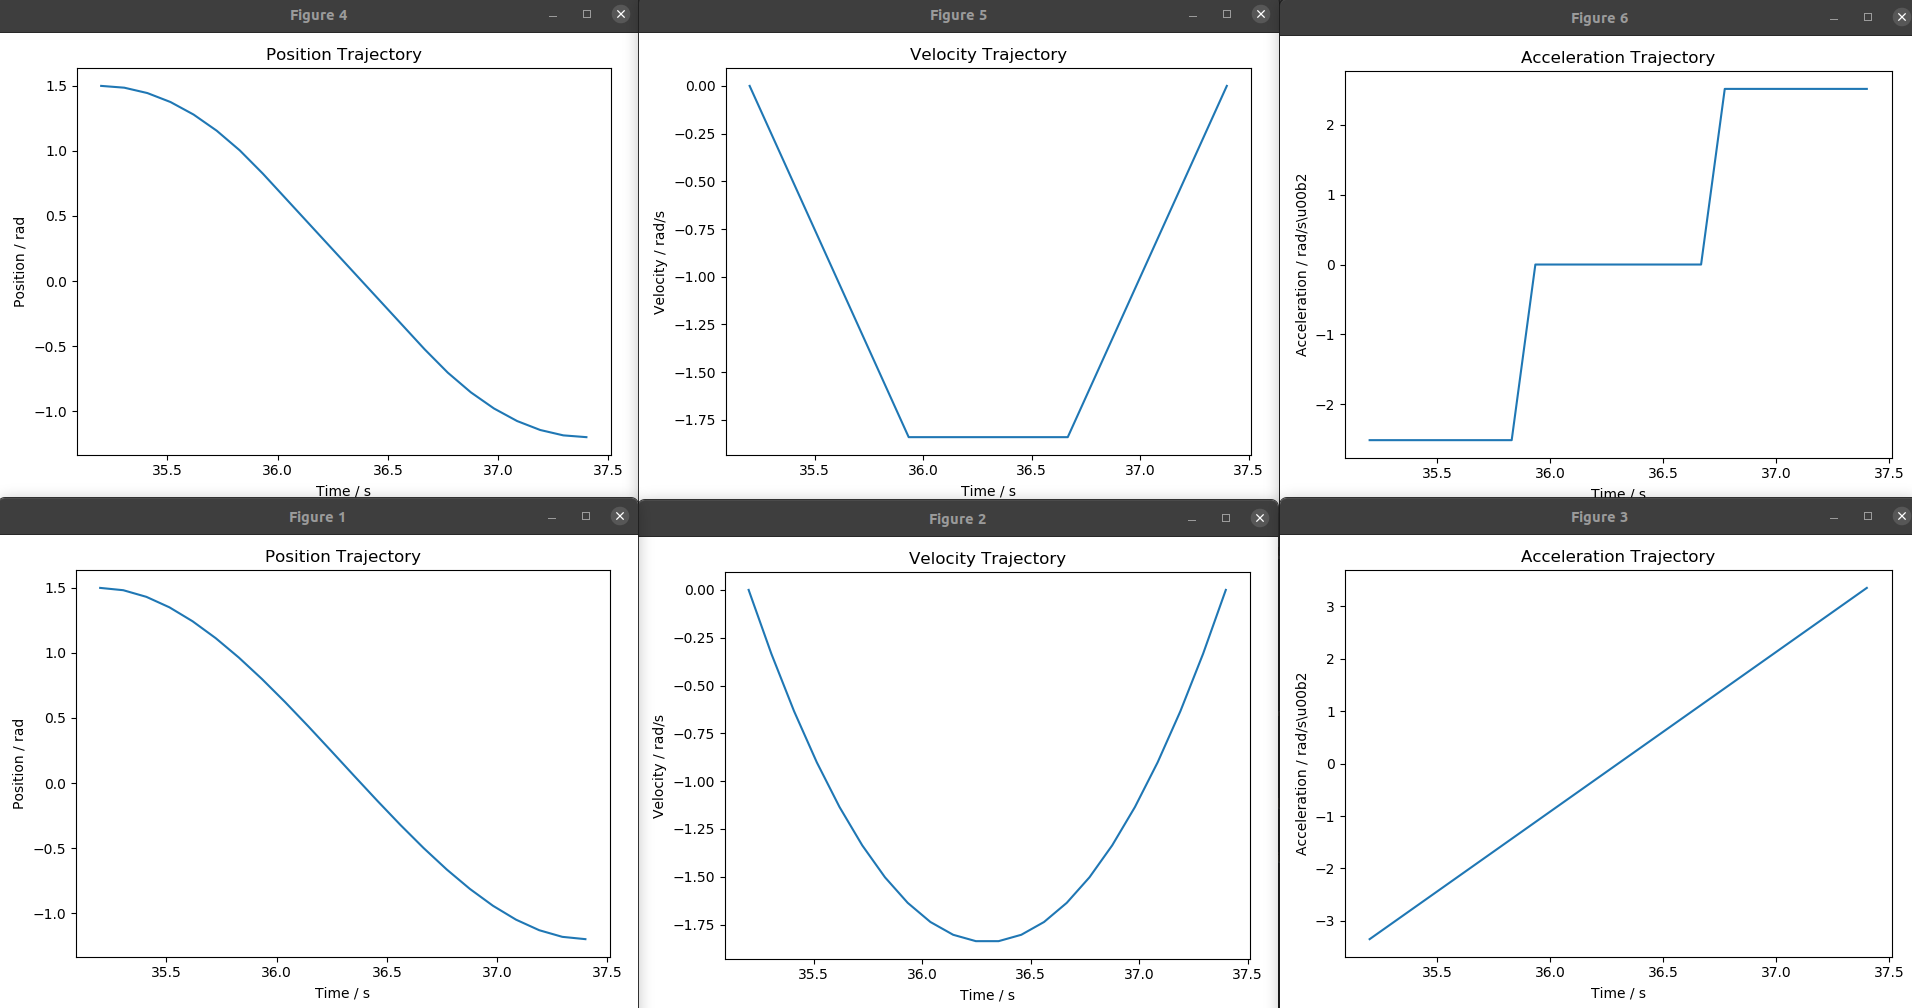 Figure 4
Position Trajectory
1.5
1.0
0.5
0.0
−0.5
−1.0
Position / rad
35.5 36.0 36.5 37.0 37.5
Time / s
Figure 5
Velocity Trajectory
0.00
−0.25
−0.50
−0.75
−1.00
−1.25
−1.50
−1.75
Velocity / rad/s
35.5 36.0 36.5 37.0 37.5
Time / s
Figure 6
Acceleration Trajectory
2
1
0
−1
−2
Acceleration / rad/s\u00b2
35.5 36.0 36.5 37.0 37.5
Time / s
Figure 1
Position Trajectory
1.5
1.0
0.5
0.0
−0.5
−1.0
Position / rad
35.5 36.0 36.5 37.0 37.5
Time / s
Figure 2
Velocity Trajectory
0.00
−0.25
−0.50
−0.75
−1.00
−1.25
−1.50
−1.75
Velocity / rad/s
35.5 36.0 36.5 37.0 37.5
Time / s
Figure 3
Acceleration Trajectory
3
2
1
0
−1
−2
−3
Acceleration / rad/s\u00b2
35.5 36.0 36.5 37.0 37.5
Time / s